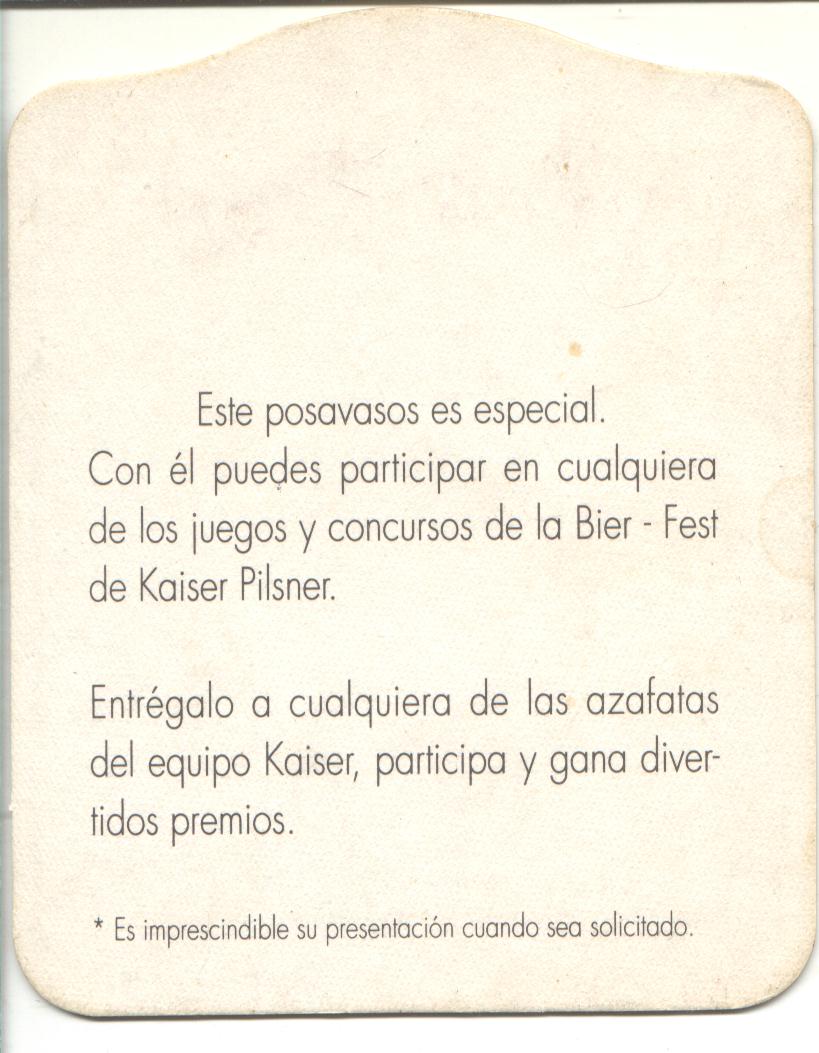 Este posavasos es especial.
Con él puedes participar en cualquiera
de los juegos y concursos de la Bier - Fest
de Kaiser Pilsner.
Entrégalo a cualquiera de las azafatas
del equipo Kaiser, participa y gana diver-
tidos premios.
* Es imprescindible su presentación cuando sea solicitado.